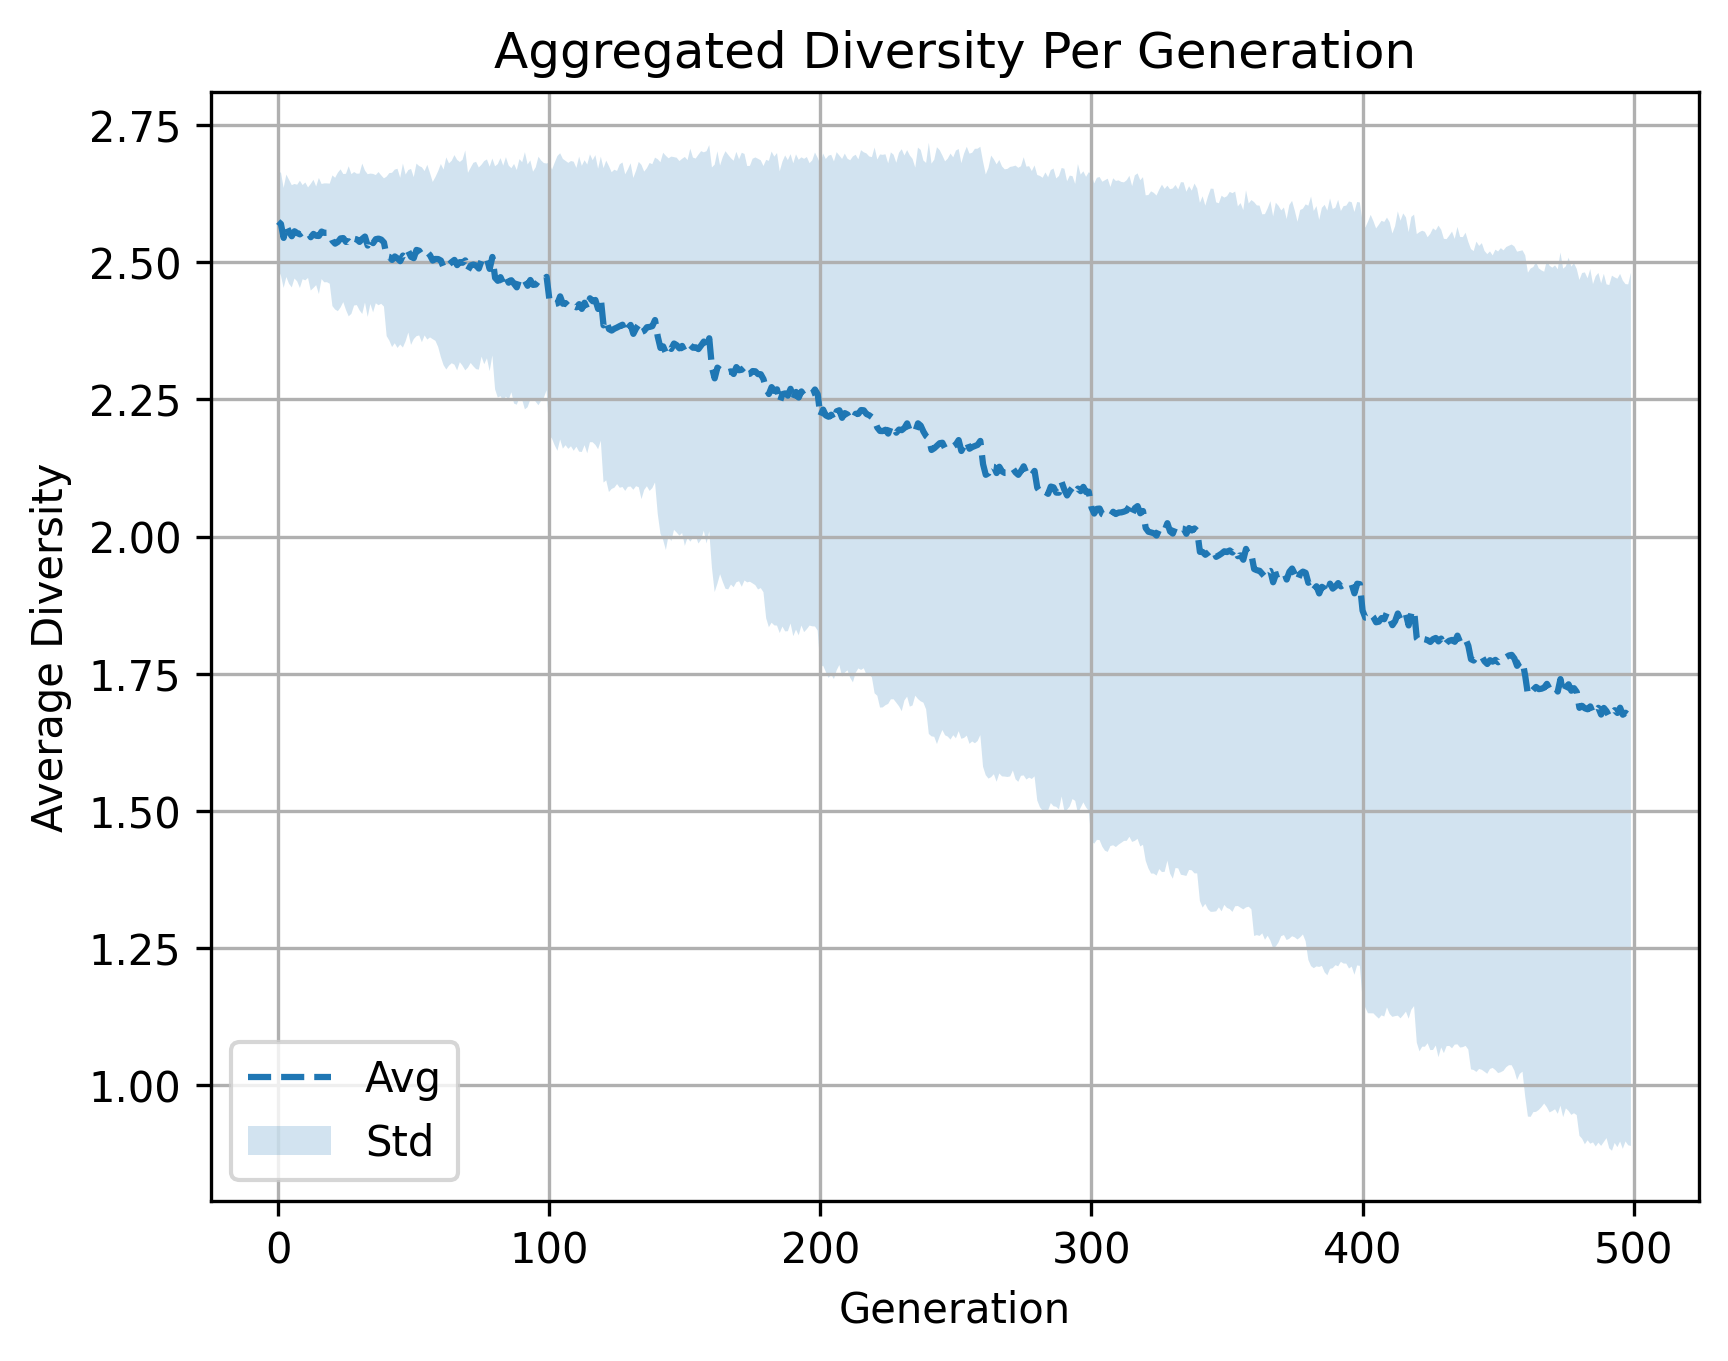 Aggregated Diversity Per Generation
2.75
2.50
2.25
2.00
1.75
1.50
1.25
1.00
Average Diversity
Avg
Std
0 100 200 300 400 500
Generation